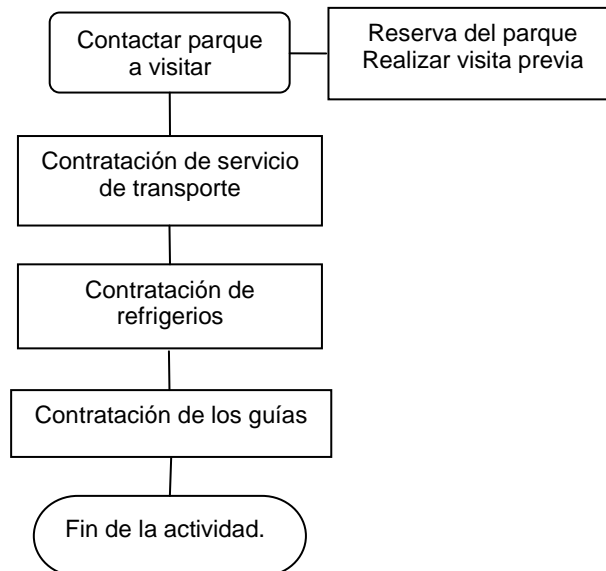 Contactar parque
a visitar
Reserva del parque
Realizar visita previa
Contratación de servicio
de transporte
Contratación de
refrigerios
Contratación de los guías
Fin de la actividad.